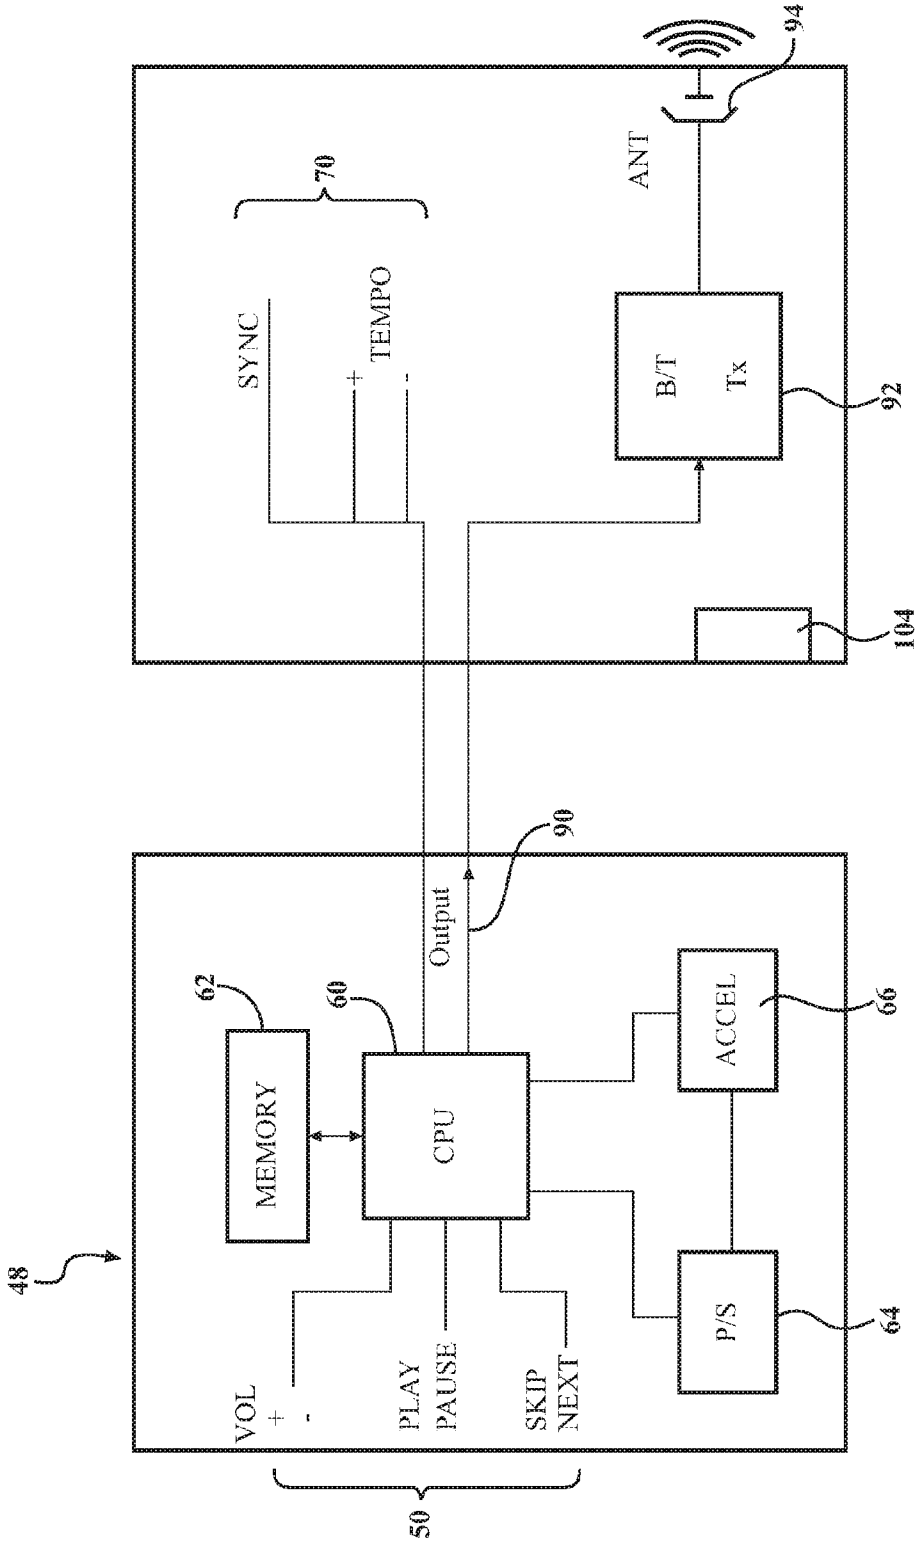 48
50
VOL
+
-
PLAY
PAUSE
SKIP
NEXT
MEMORY
62
CPU
60
P/S
64
ACCEL
66
Output
90
SYNC
+
TEMPO
-
70
104
B/T
Tx
92
ANT
94